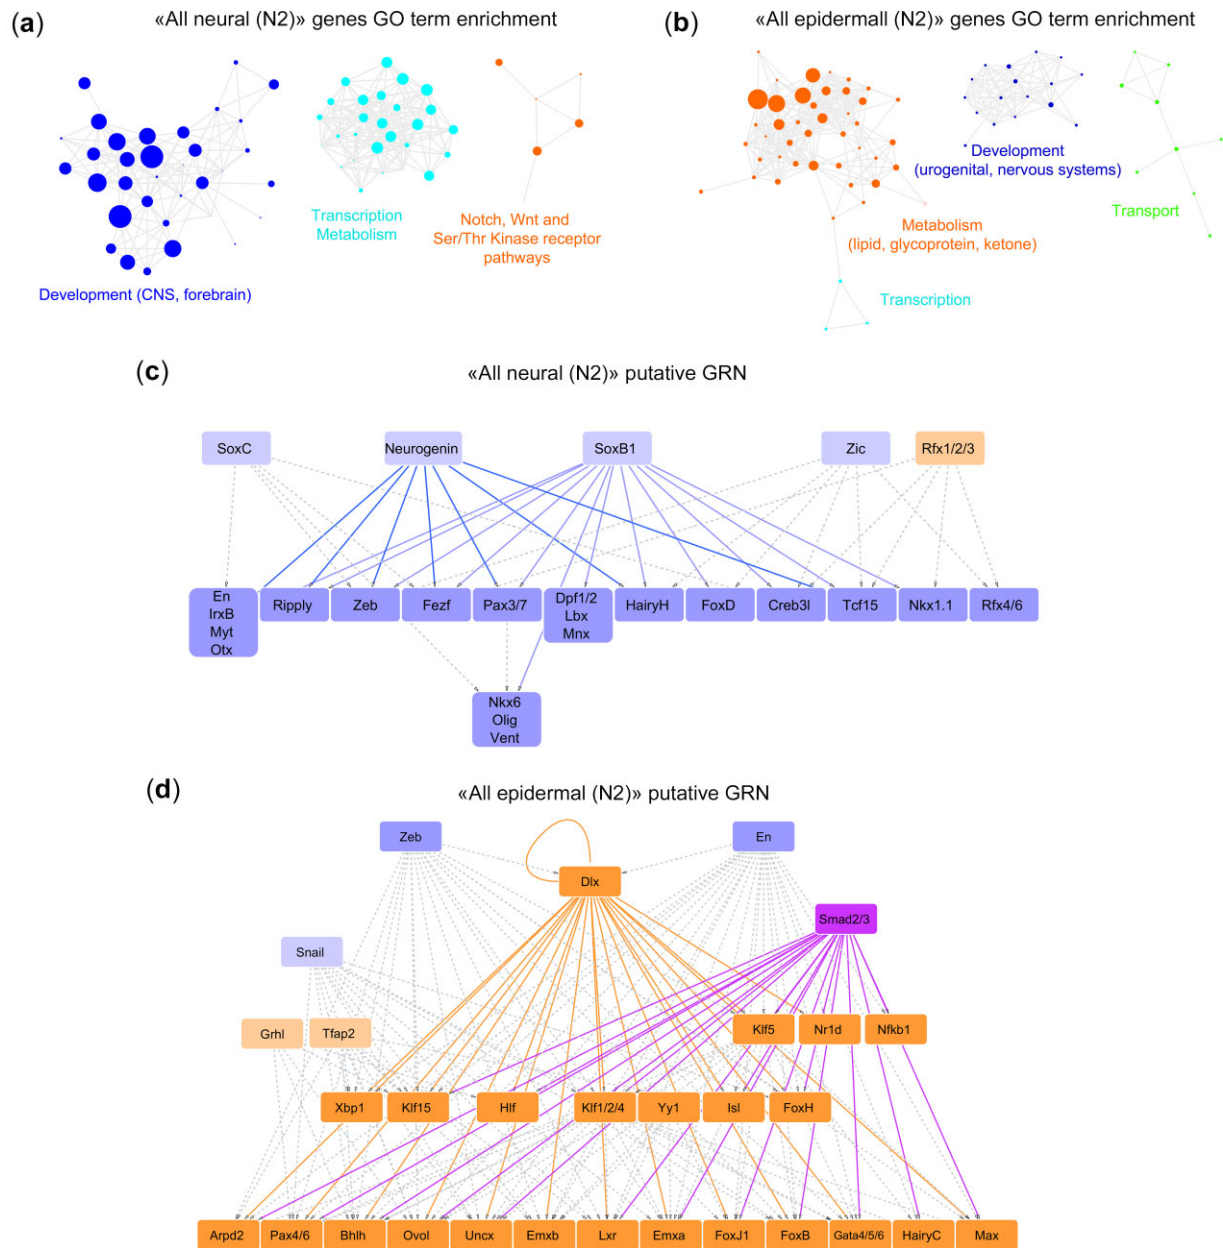 (a)
«All neural (N2)» genes GO term enrichment
Development (CNS, forebrain)
Transcription
Metabolism
Notch, Wnt and
Ser/Thr Kinase receptor
pathways
(b)
«All epidermall (N2)» genes GO term enrichment
Development
(urogenital, nervous systems)
Metabolism
(lipid, glycoprotein, ketone)
Transport
Transcription
(c)
«All neural (N2)» putative GRN
SoxC
Neurogenin
SoxB1
Zic
Rfx1/2/3
En
IrxB
Myt
Otx
Ripply
Zeb
Fezf
Pax3/7
Dpf1/2
Lbx
Mnx
HairyH
FoxD
Creb3l
Tcf15
Nkx1.1
Rfx4/6
Nkx6
Olig
Vent
(d)
«All epidermal (N2)» putative GRN
Zeb
En
Dlx
Smad2/3
Snail
Grhl
Tfap2
Klf5
Nr1d
Nfkb1
Xbp1
Klf15
Hlf
Klf1/2/4
Yy1
Isl
FoxH
Arpd2
Pax4/6
Bhlh
Ovol
Uncx
Emxb
Lxr
Emxa
FoxJ1
FoxB
Gata4/5/6
HairyC
Max